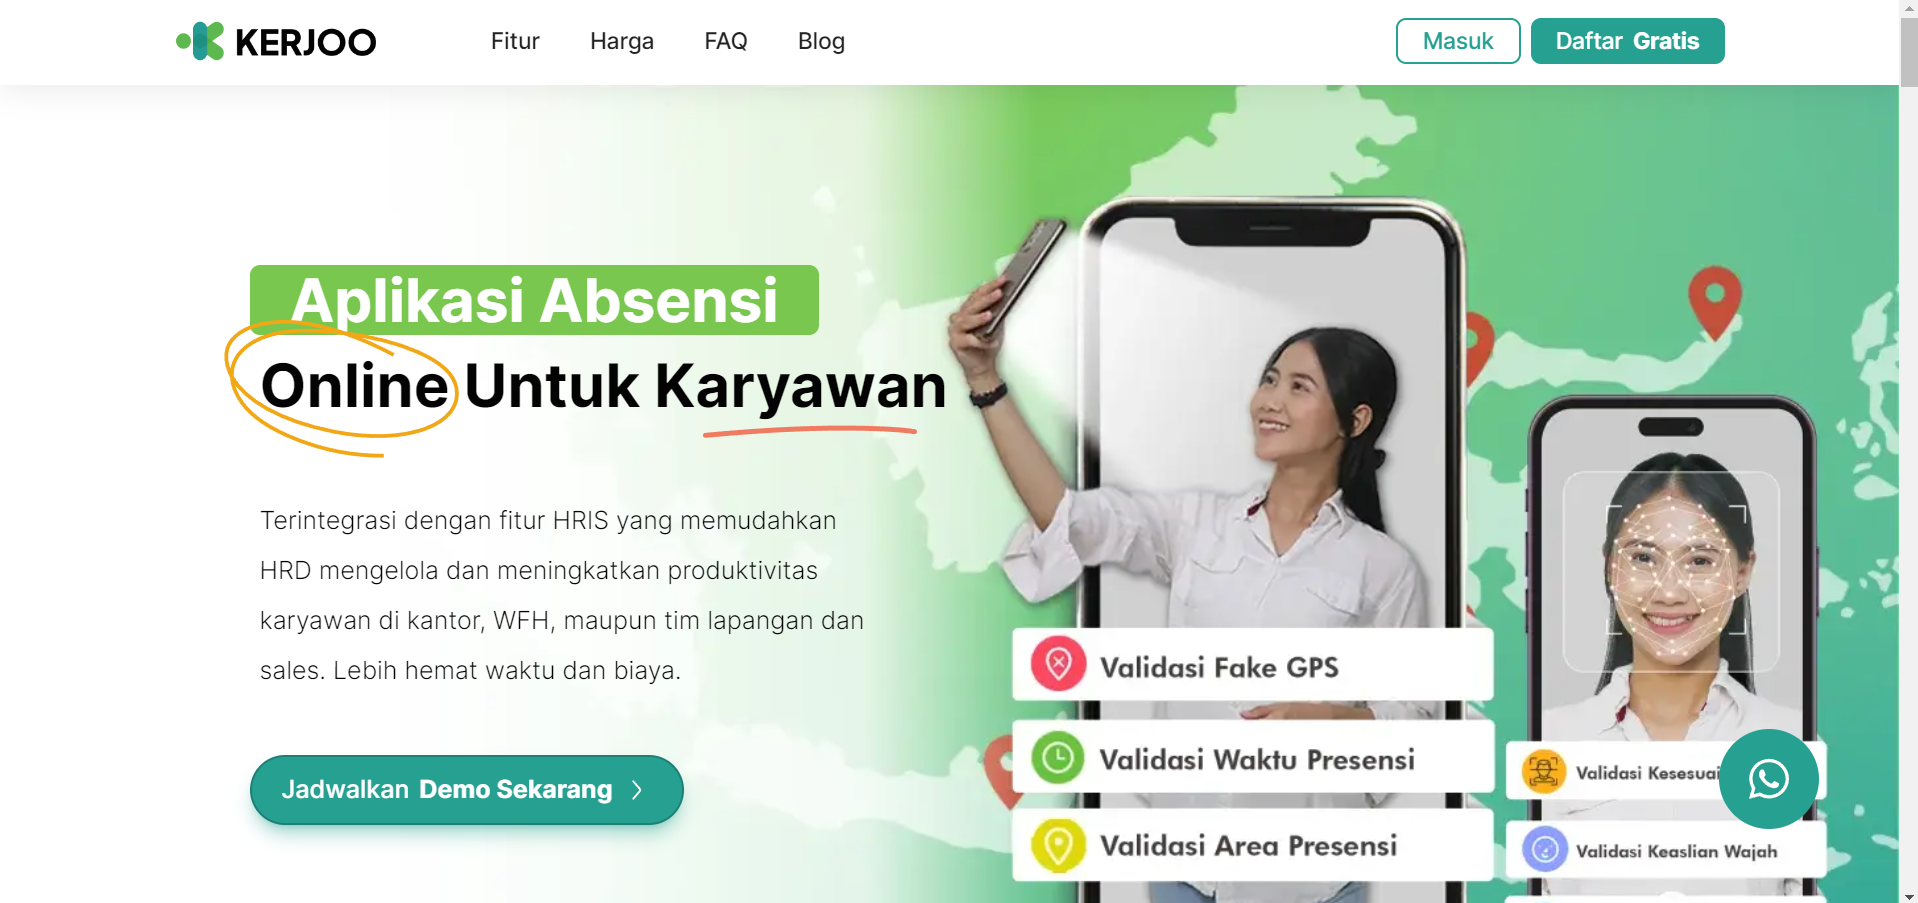 KERJOO
Fitur
Harga
FAQ
Blog
Masuk
Daftar Gratis
Aplikasi Absensi
Online Untuk Karyawan
Terintegrasi dengan fitur HRIS yang memudahkan
HRD mengelola dan meningkatkan produktivitas
karyawan di kantor, WFH, maupun tim lapangan dan
sales. Lebih hemat waktu dan biaya.
Jadwalkan Demo Sekarang
Validasi Fake GPS
Validasi Waktu Presensi
Validasi Area Presensi
Validasi Kesesuai
Validasi Keaslian Wajah